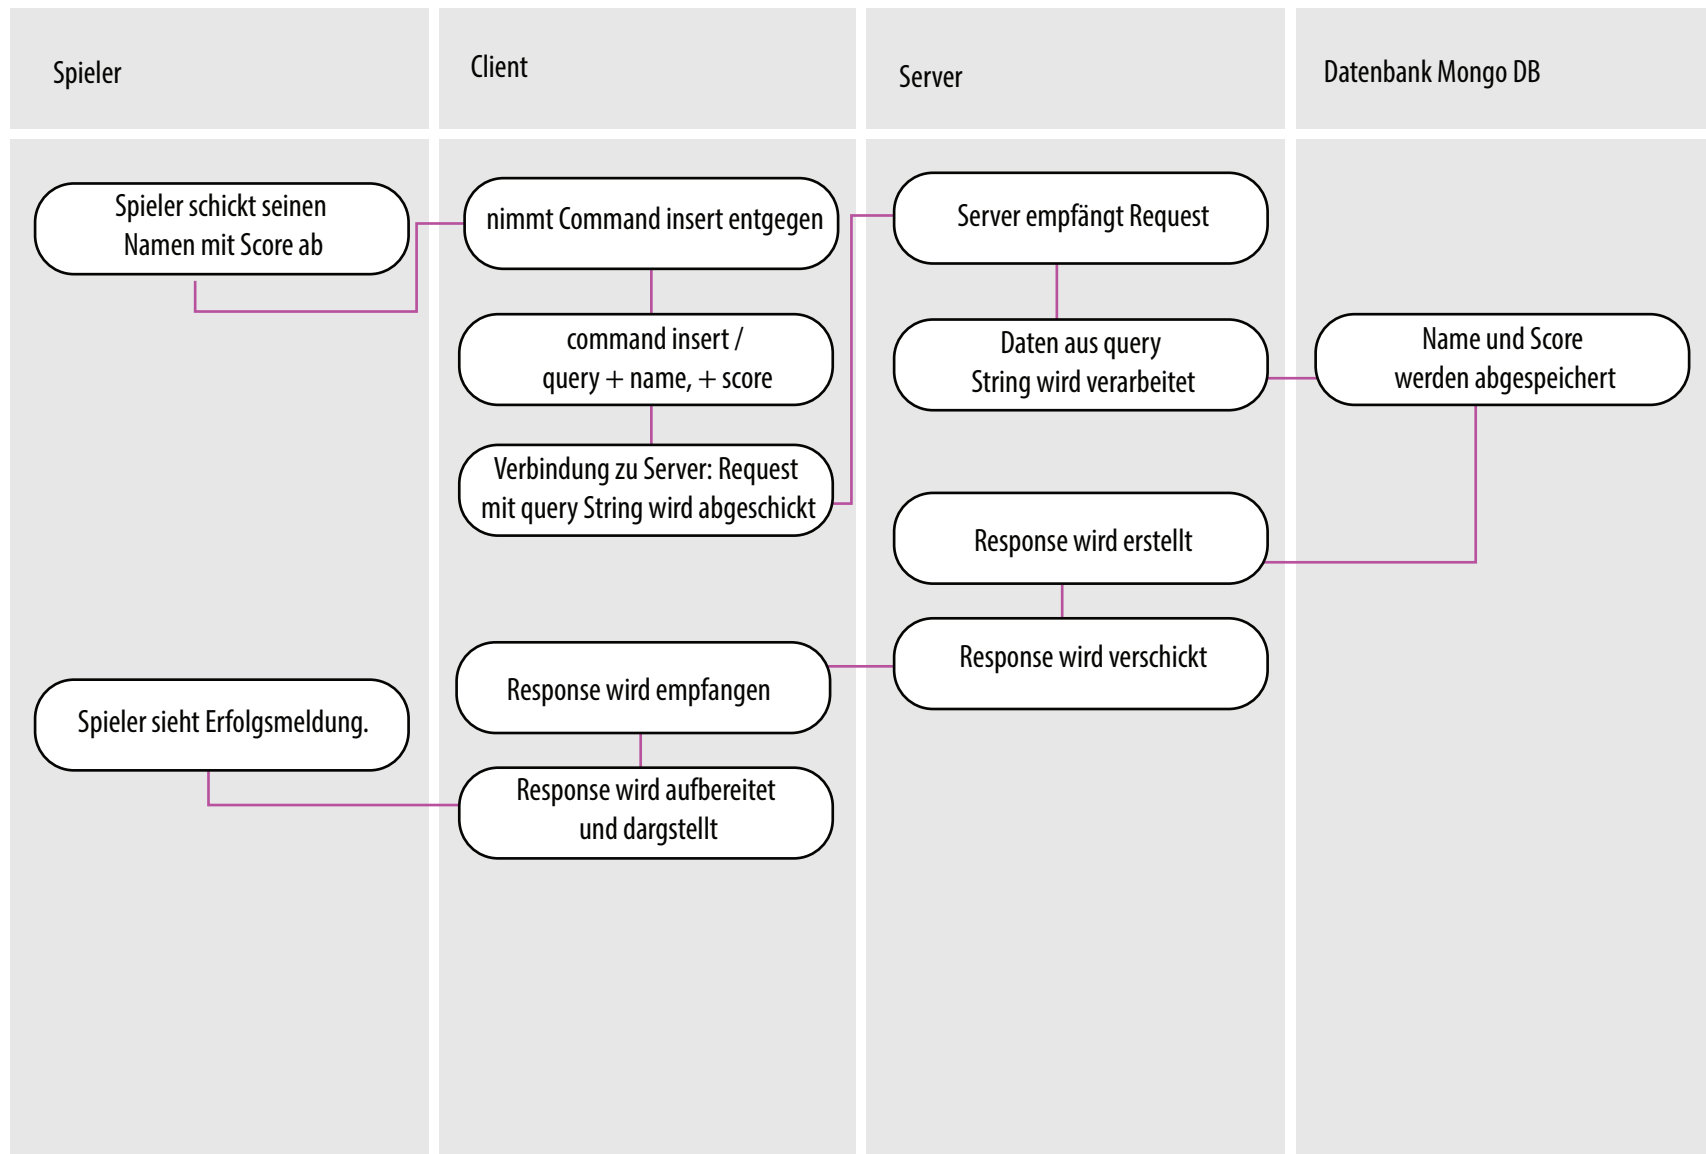 Spieler
Client
Server
Datenbank Mongo DB
Spieler schickt seinen
Namen mit Score ab
nimmt Command insert entgegen
command insert /
query + name, + score
Verbindung zu Server: Request
mit query String wird abgeschickt
Server empfängt Request
Daten aus query
String wird verarbeitet
Name und Score
werden abgespeichert
Response wird erstellt
Response wird verschickt
Response wird empfangen
Response wird aufbereitet
und dargstellt
Spieler sieht Erfolgsmeldung.